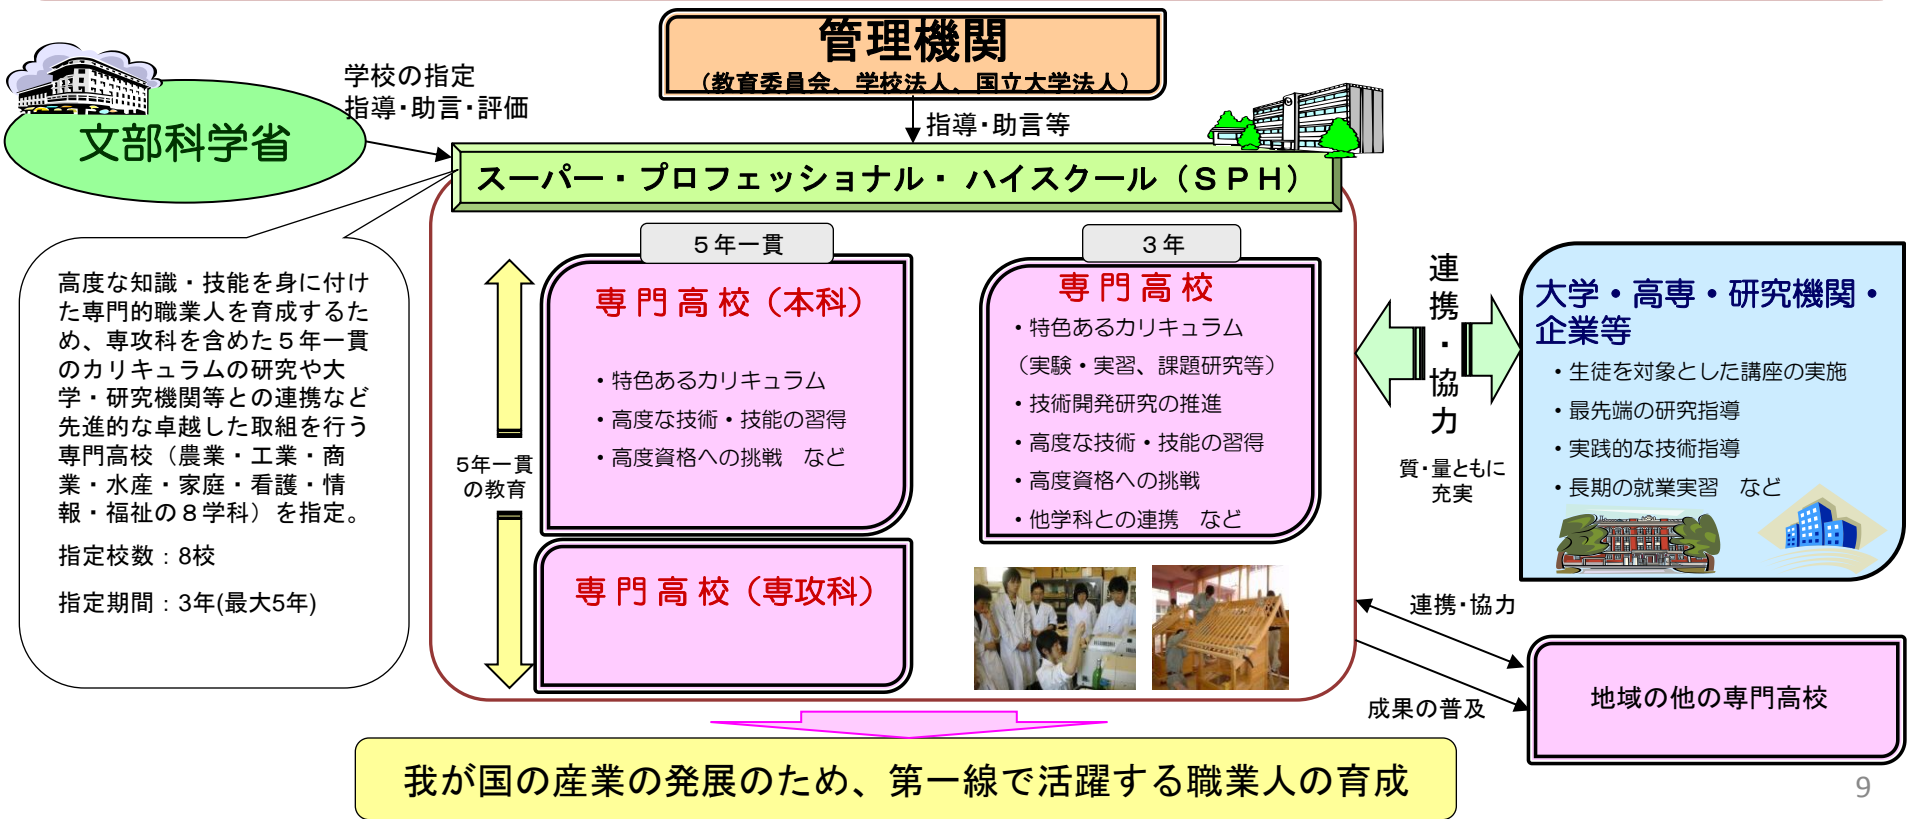 管理機関
（教育委員会、学校法人、国立大学法人）
学校の指定
指導・助言・評価
文部科学省
指導・助言等
スーパー・プロフェッショナル・ ハイスクール（ＳＰＨ）
高度な知識・技能を身に付け
た専門的職業人を育成するた
め、専攻科を含めた５年一貫
のカリキュラムの研究や大
学・研究機関等との連携など
先進的な卓越した取組を行う
専門高校（農業・工業・商
業・水産・家庭・看護・情
報・福祉の８学科）を指定。
指定校数：8校
指定期間：3年(最大5年)
５年一貫
専門高校（本科）
・特色あるカリキュラム
・高度な技術・技能の習得
・高度資格への挑戦　など
5年一貫
の教育
専門高校（専攻科）
３年
専門高校
・特色あるカリキュラム
（実験・実習、課題研究等）
・技術開発研究の推進
・高度な技術・技能の習得
・高度資格への挑戦
・他学科との連携　など
連携・協力
質・量ともに
充実
大学・高専・研究機関・
企業等
・生徒を対象とした講座の実施
・最先端の研究指導
・実践的な技術指導
・長期の就業実習　など
連携・協力
成果の普及
地域の他の専門高校
我が国の産業の発展のため、第一線で活躍する職業人の育成
9